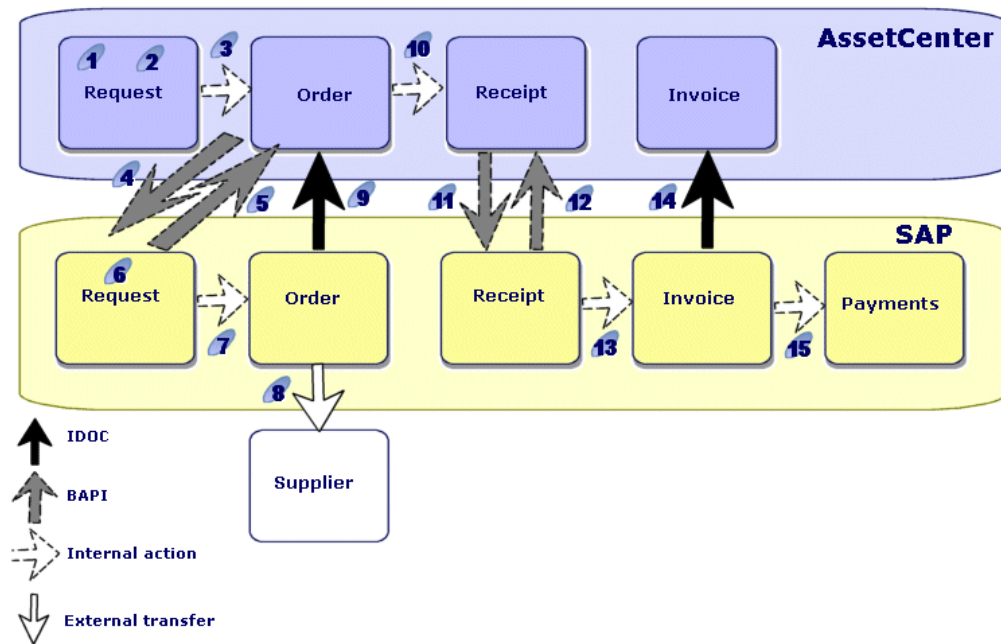 AssetCenter
1 2 3 10
Request Order Receipt Invoice
4 5 9 11 12 14
SAP
6
Request Order Receipt Invoice Payments
7 13 15
8
IDOC
Supplier
BAPI
Internal action
External transfer